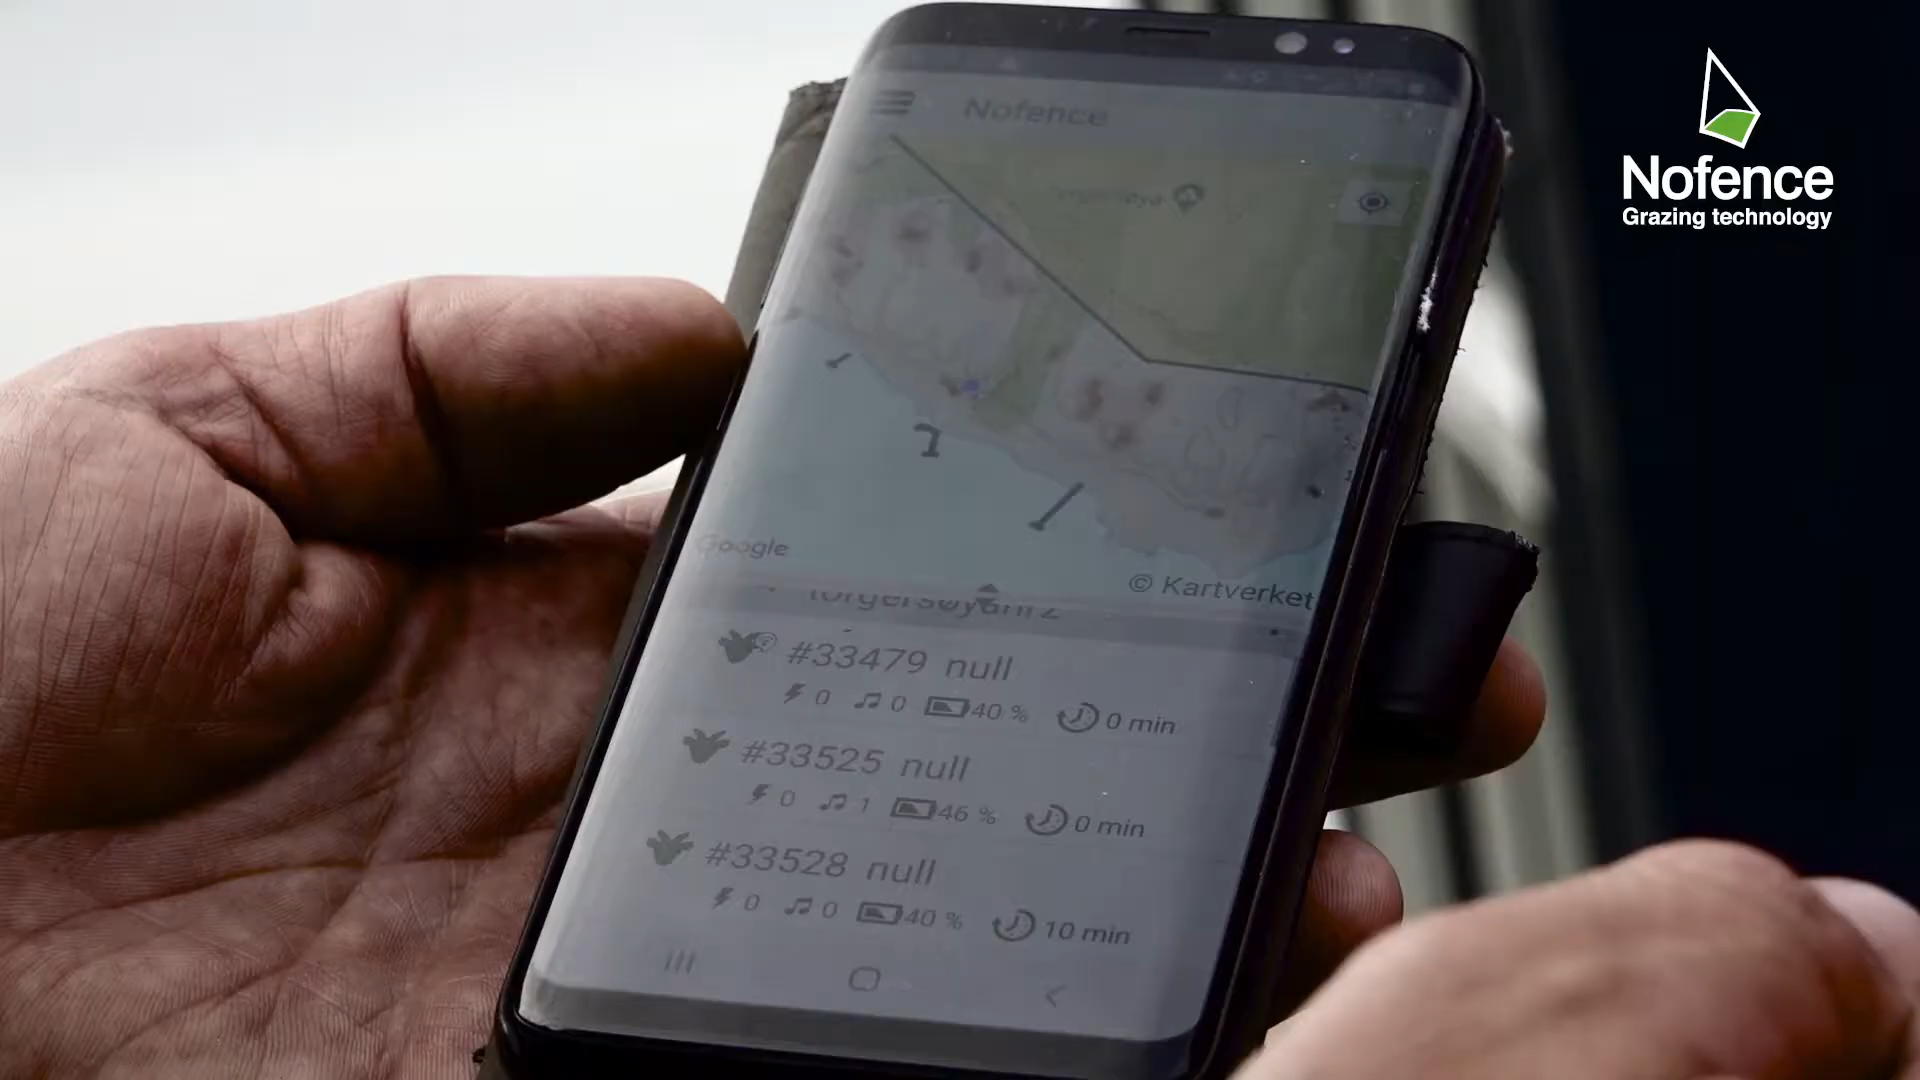 Nofence
Nofence
Grazing technology
Google
© Kartverket
#33479 null
0 0 40 % 0 min
#33525 null
0 1 46 % 0 min
#33528 null
0 0 40 % 10 min